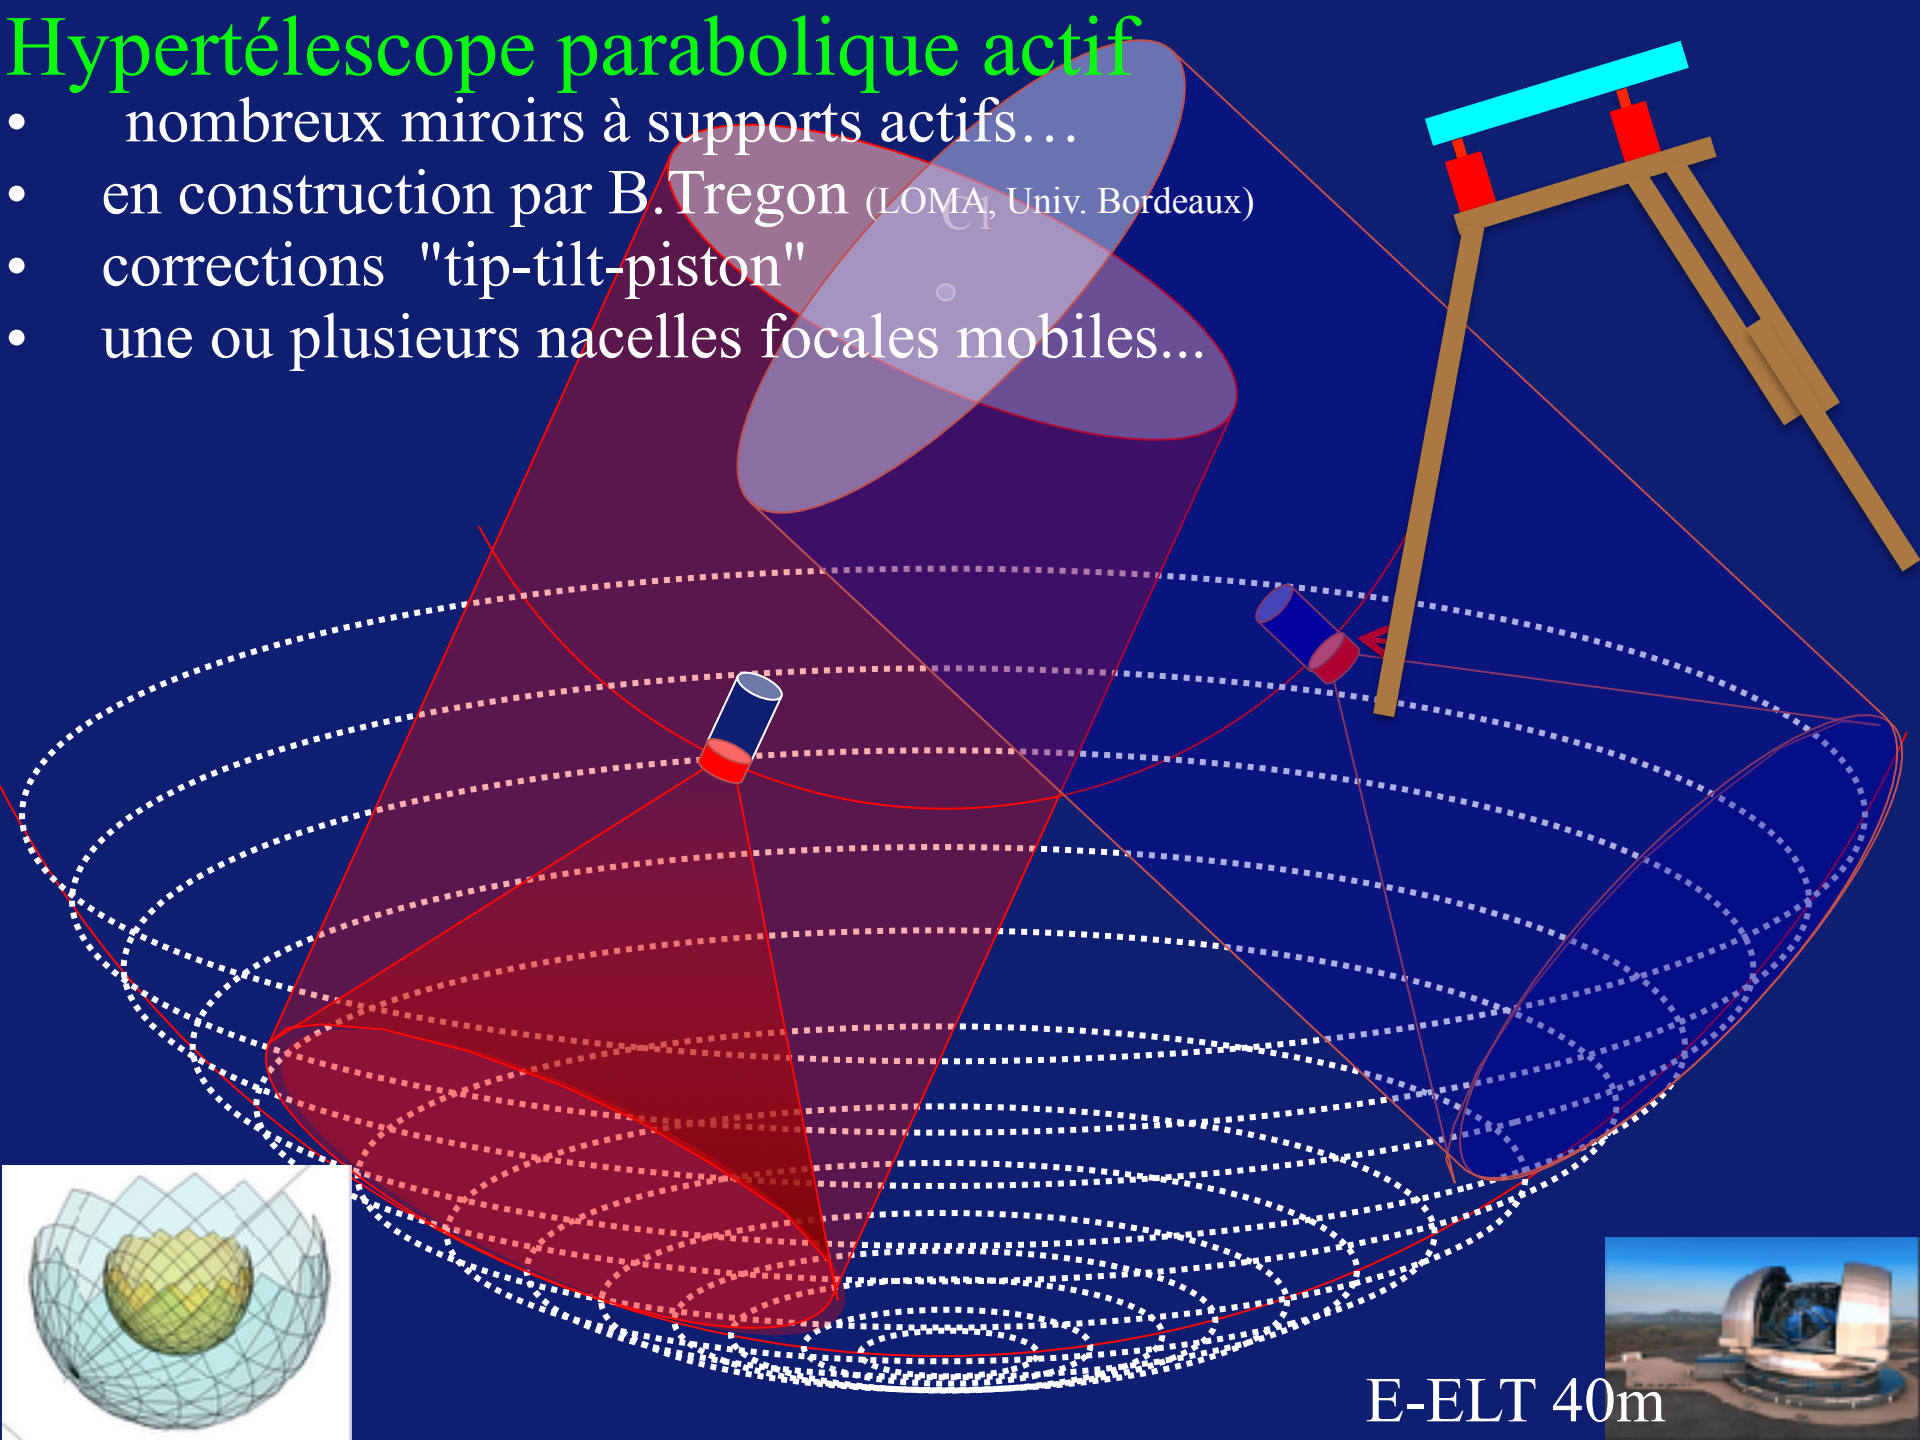 Hypertélescope parabolique actif
• nombreux miroirs à supports actifs…
• en construction par B.Tregon (LOMA, Univ. Bordeaux)
C1
• corrections "tip-tilt-piston"
• une ou plusieurs nacelles focales mobiles...
E-ELT 40m